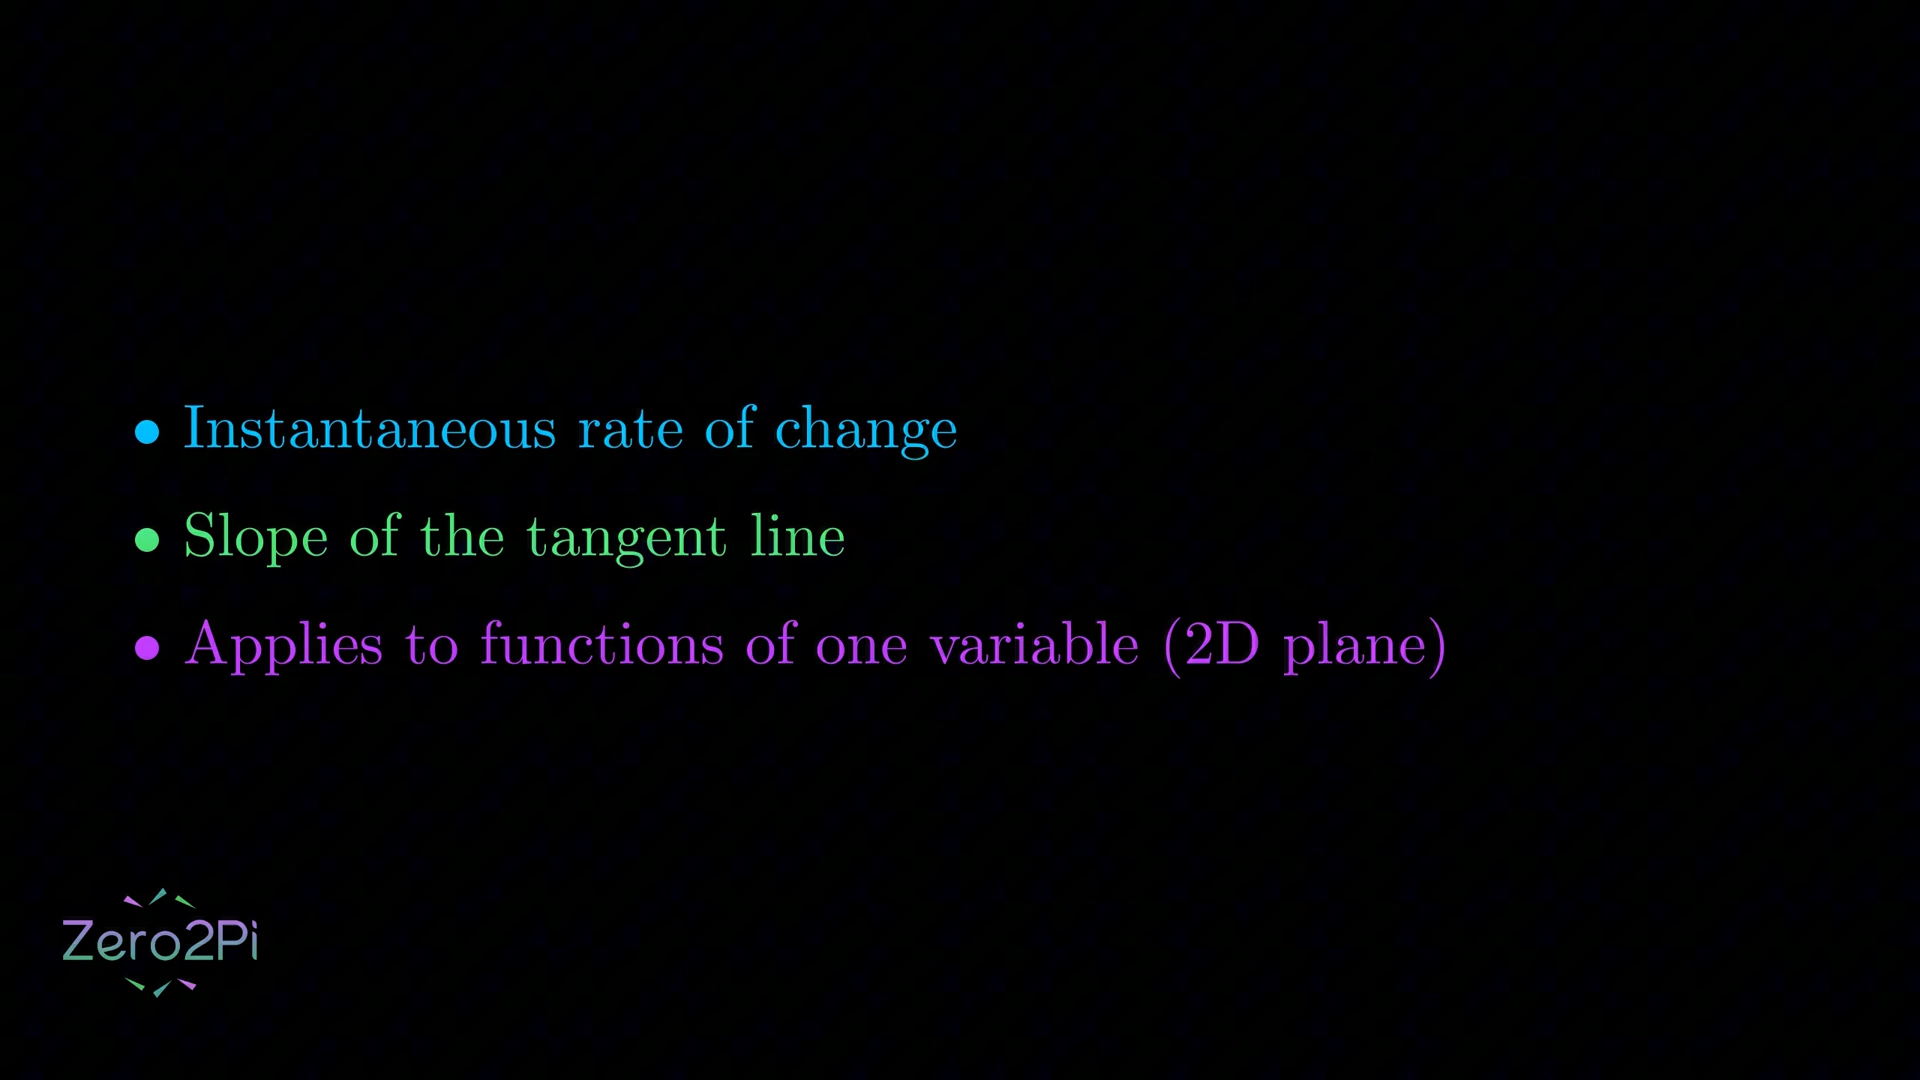 • Instantaneous rate of change
• Slope of the tangent line
• Applies to functions of one variable (2D plane)
Zero2Pi